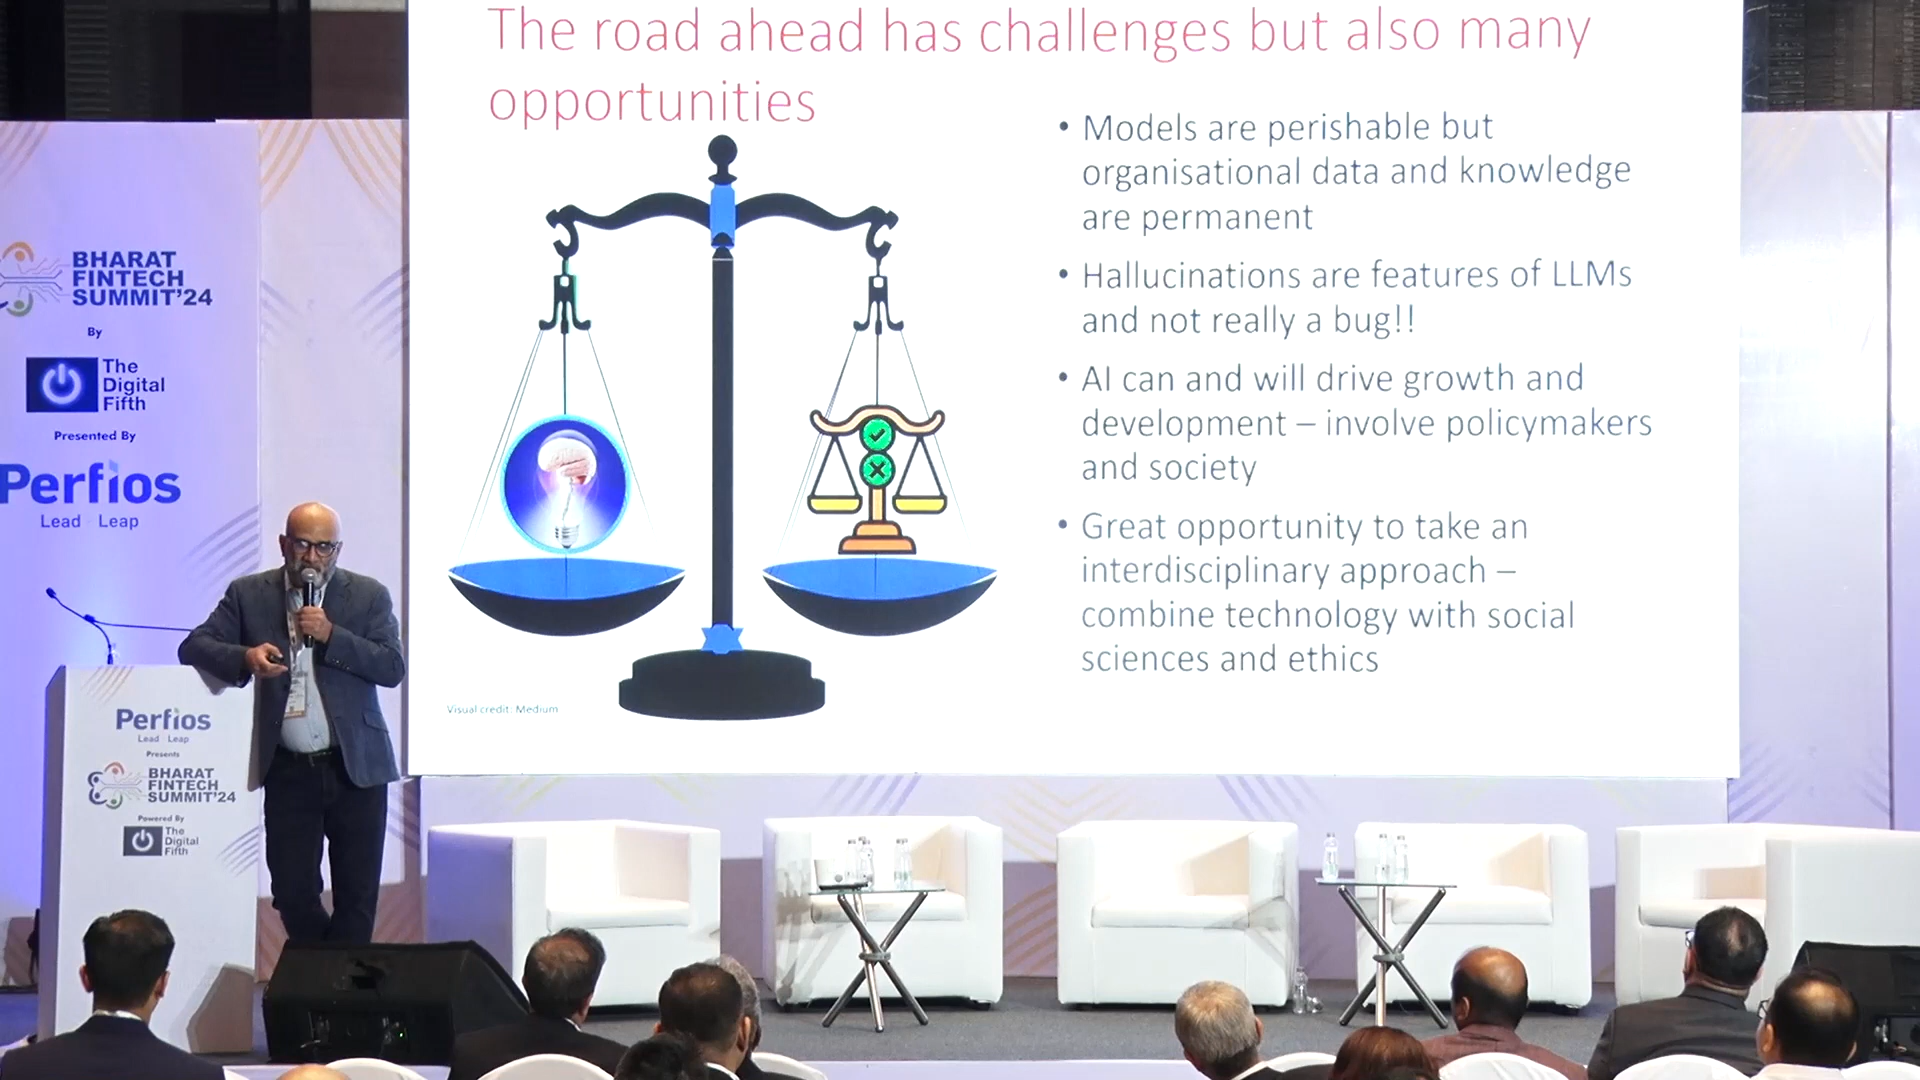 The road ahead has challenges but also many
opportunities
• Models are perishable but
organisational data and knowledge
are permanent
• Hallucinations are features of LLMs
and not really a bug!!
• AI can and will drive growth and
development – involve policymakers
and society
• Great opportunity to take an
interdisciplinary approach –
combine technology with social
sciences and ethics
Visual credit: Medium
BHARAT
FINTECH
SUMMIT'24
By
The
Digital
Fifth
Presented By
Perfios
Lead Leap
Perfios
Lead Leap
Presents
BHARAT
FINTECH
SUMMIT'24
Powered By
The
Digital
Fifth